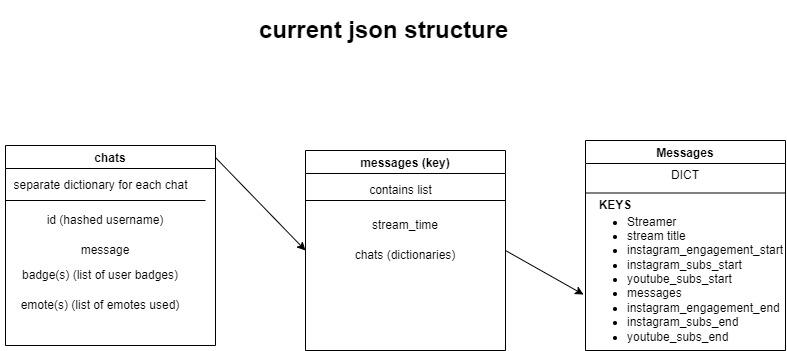 current json structure
chats
separate dictionary for each chat
id (hashed username)
message
badge(s) (list of user badges)
emote(s) (list of emotes used)
messages (key)
contains list
stream_time
chats (dictionaries)
Messages
DICT
KEYS
Streamer
stream title
instagram_engagement_start
instagram_subs_start
youtube_subs_start
messages
instagram_engagement_end
instagram_subs_end
youtube_subs_end